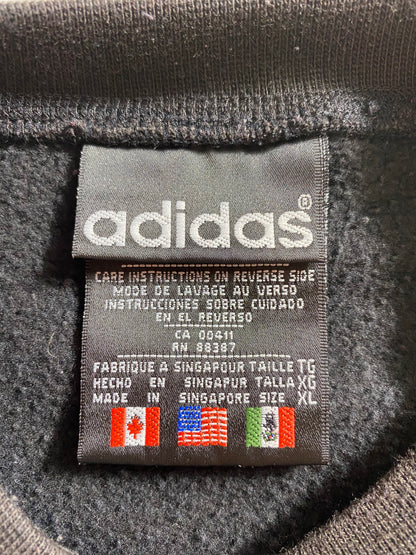 adidas®
CARE INSTRUCTIONS ON REVERSE SIDE
MODE DE LAVAGE AU VERSO
INSTRUCCIONES SOBRE CUIDADO
EN EL REVERSO
CA 00411
RN 88387
FABRIQUE A SINGAPOUR TAILLE TG
HECHO EN SINGAPUR TALLA XG
MADE IN SINGAPORE SIZE XL